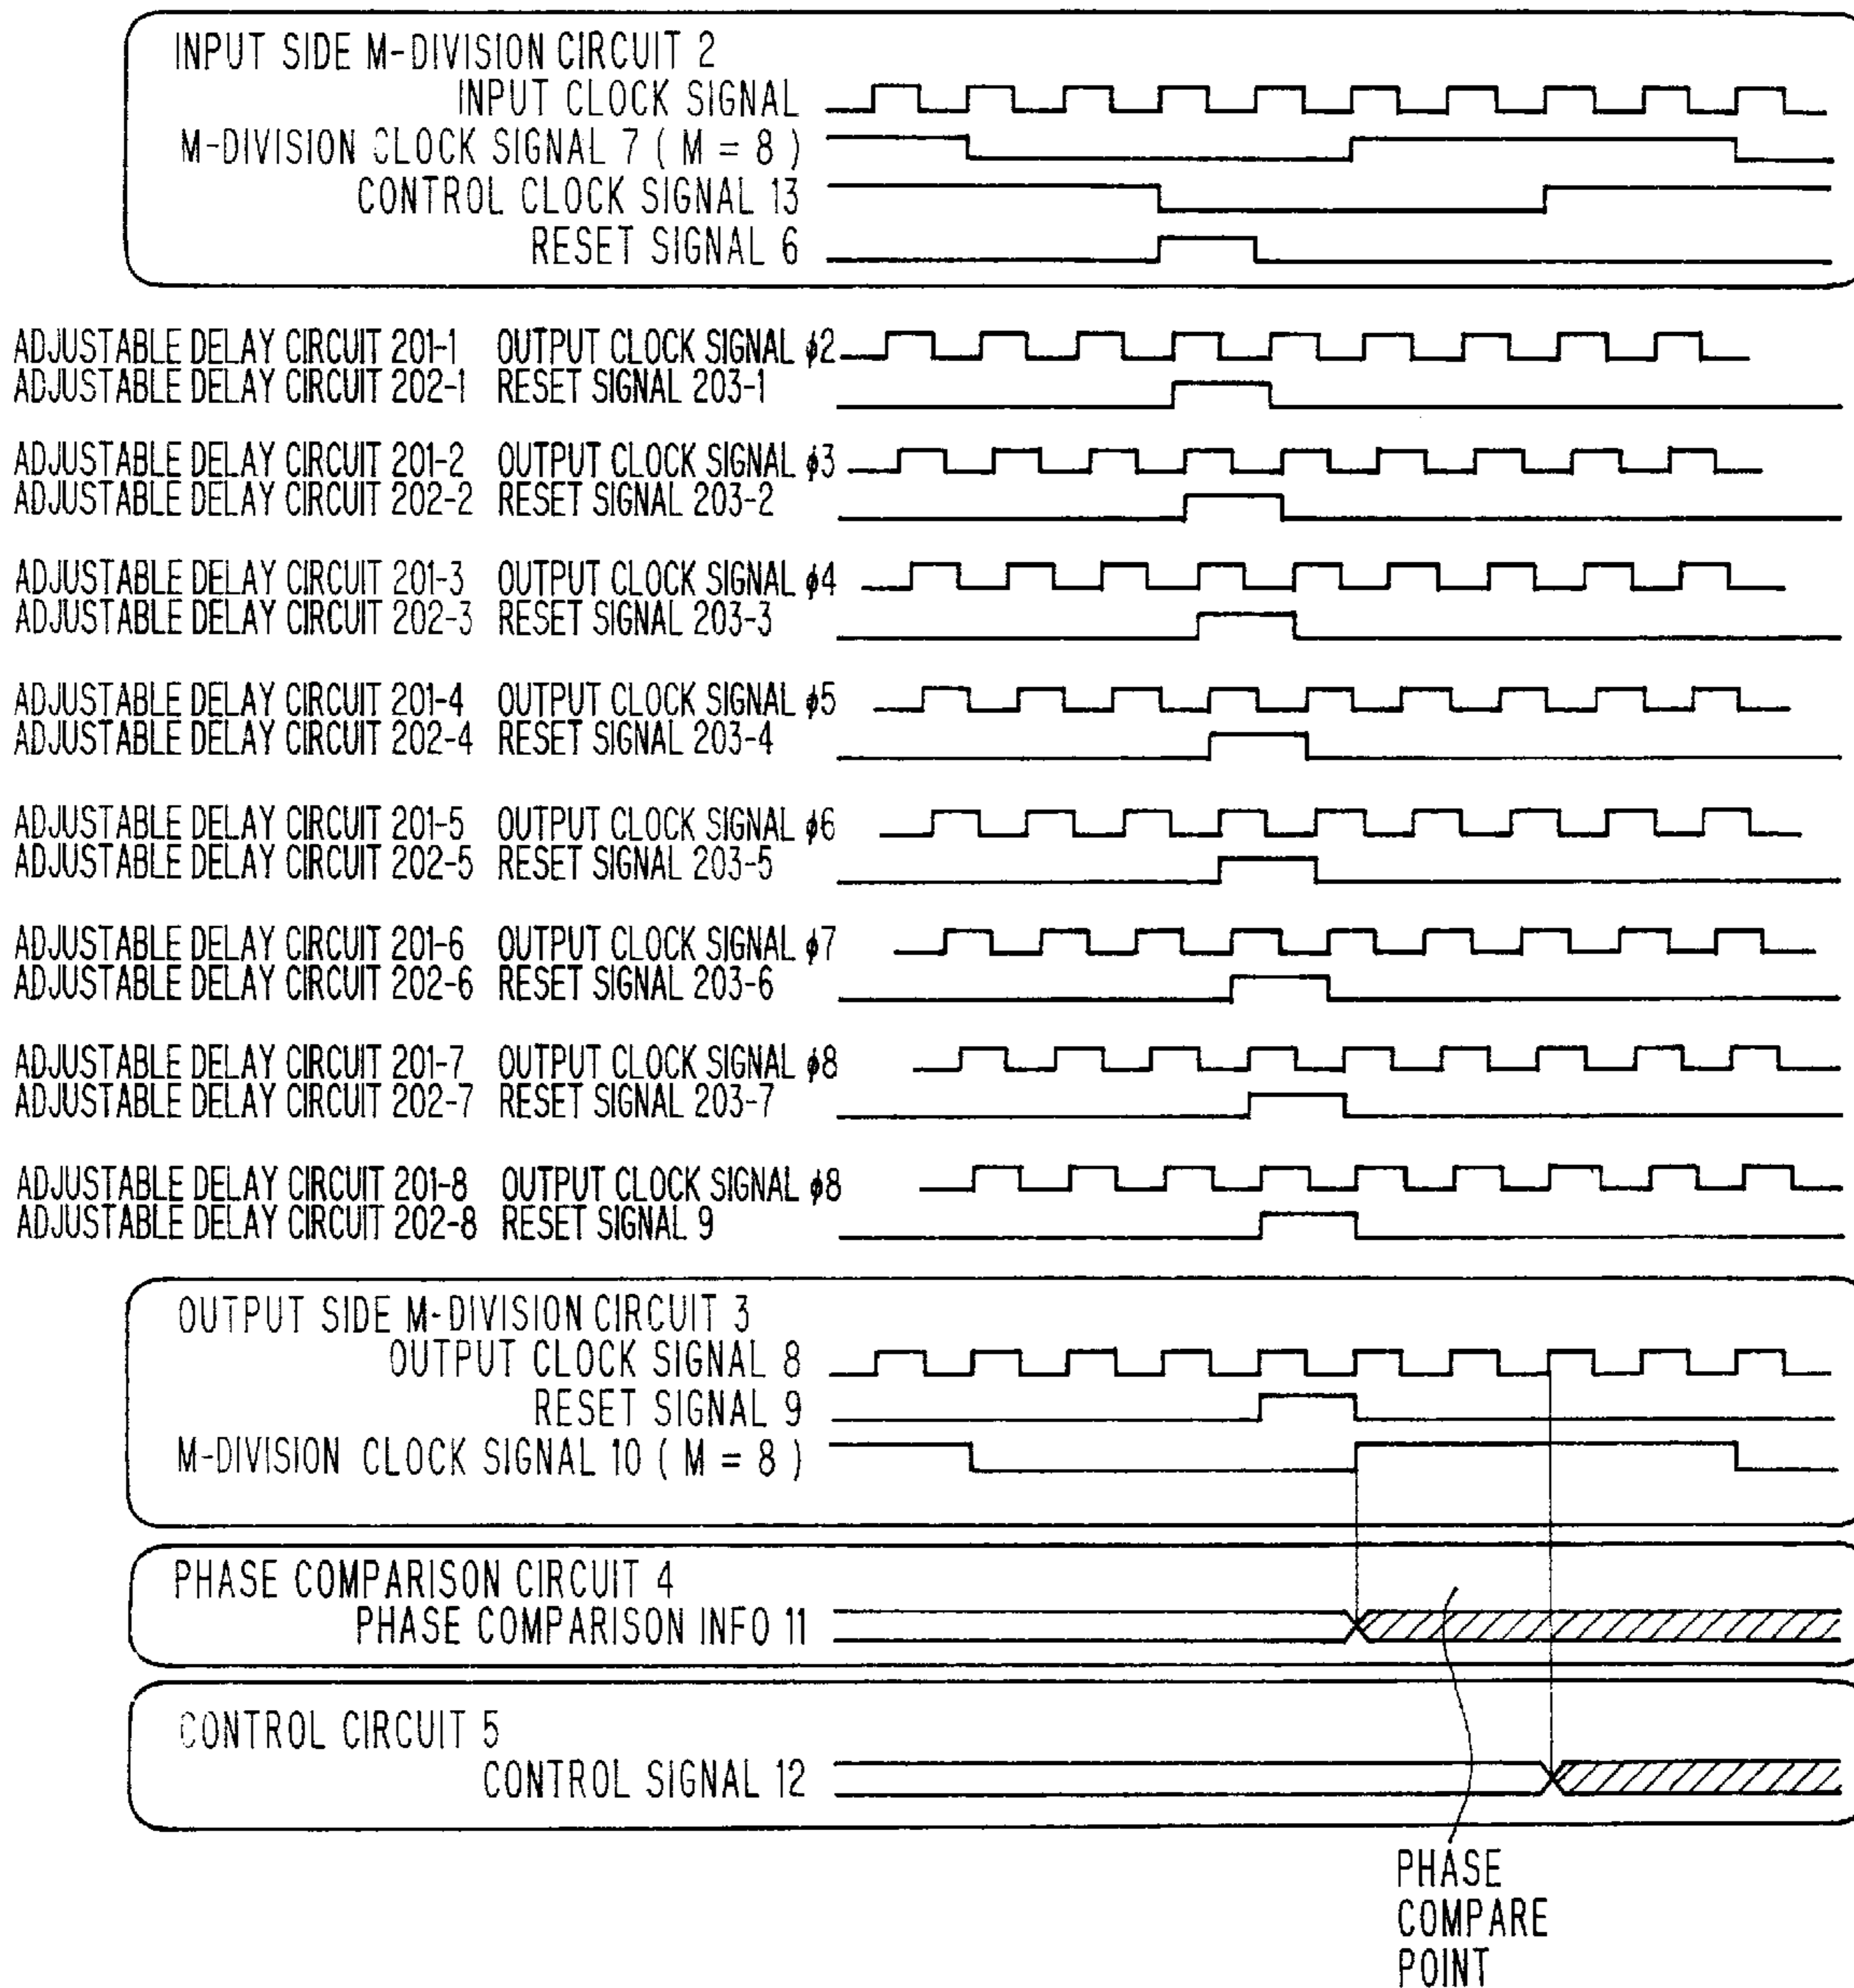 INPUT SIDE M-DIVISION CIRCUIT 2
INPUT CLOCK SIGNAL
M-DIVISION CLOCK SIGNAL 7 ( M = 8 )
CONTROL CLOCK SIGNAL 13
RESET SIGNAL 6
ADJUSTABLE DELAY CIRCUIT 201-1 OUTPUT CLOCK SIGNAL ϕ2
ADJUSTABLE DELAY CIRCUIT 202-1 RESET SIGNAL 203-1
ADJUSTABLE DELAY CIRCUIT 201-2 OUTPUT CLOCK SIGNAL ϕ3
ADJUSTABLE DELAY CIRCUIT 202-2 RESET SIGNAL 203-2
ADJUSTABLE DELAY CIRCUIT 201-3 OUTPUT CLOCK SIGNAL ϕ4
ADJUSTABLE DELAY CIRCUIT 202-3 RESET SIGNAL 203-3
ADJUSTABLE DELAY CIRCUIT 201-4 OUTPUT CLOCK SIGNAL ϕ5
ADJUSTABLE DELAY CIRCUIT 202-4 RESET SIGNAL 203-4
ADJUSTABLE DELAY CIRCUIT 201-5 OUTPUT CLOCK SIGNAL ϕ6
ADJUSTABLE DELAY CIRCUIT 202-5 RESET SIGNAL 203-5
ADJUSTABLE DELAY CIRCUIT 201-6 OUTPUT CLOCK SIGNAL ϕ7
ADJUSTABLE DELAY CIRCUIT 202-6 RESET SIGNAL 203-6
ADJUSTABLE DELAY CIRCUIT 201-7 OUTPUT CLOCK SIGNAL ϕ8
ADJUSTABLE DELAY CIRCUIT 202-7 RESET SIGNAL 203-7
ADJUSTABLE DELAY CIRCUIT 201-8 OUTPUT CLOCK SIGNAL ϕ8
ADJUSTABLE DELAY CIRCUIT 202-8 RESET SIGNAL 9
OUTPUT SIDE M-DIVISION CIRCUIT 3
OUTPUT CLOCK SIGNAL 8
RESET SIGNAL 9
M-DIVISION CLOCK SIGNAL 10 ( M = 8 )
PHASE COMPARISON CIRCUIT 4
PHASE COMPARISON INFO 11
CONTROL CIRCUIT 5
CONTROL SIGNAL 12
PHASE
COMPARE
POINT